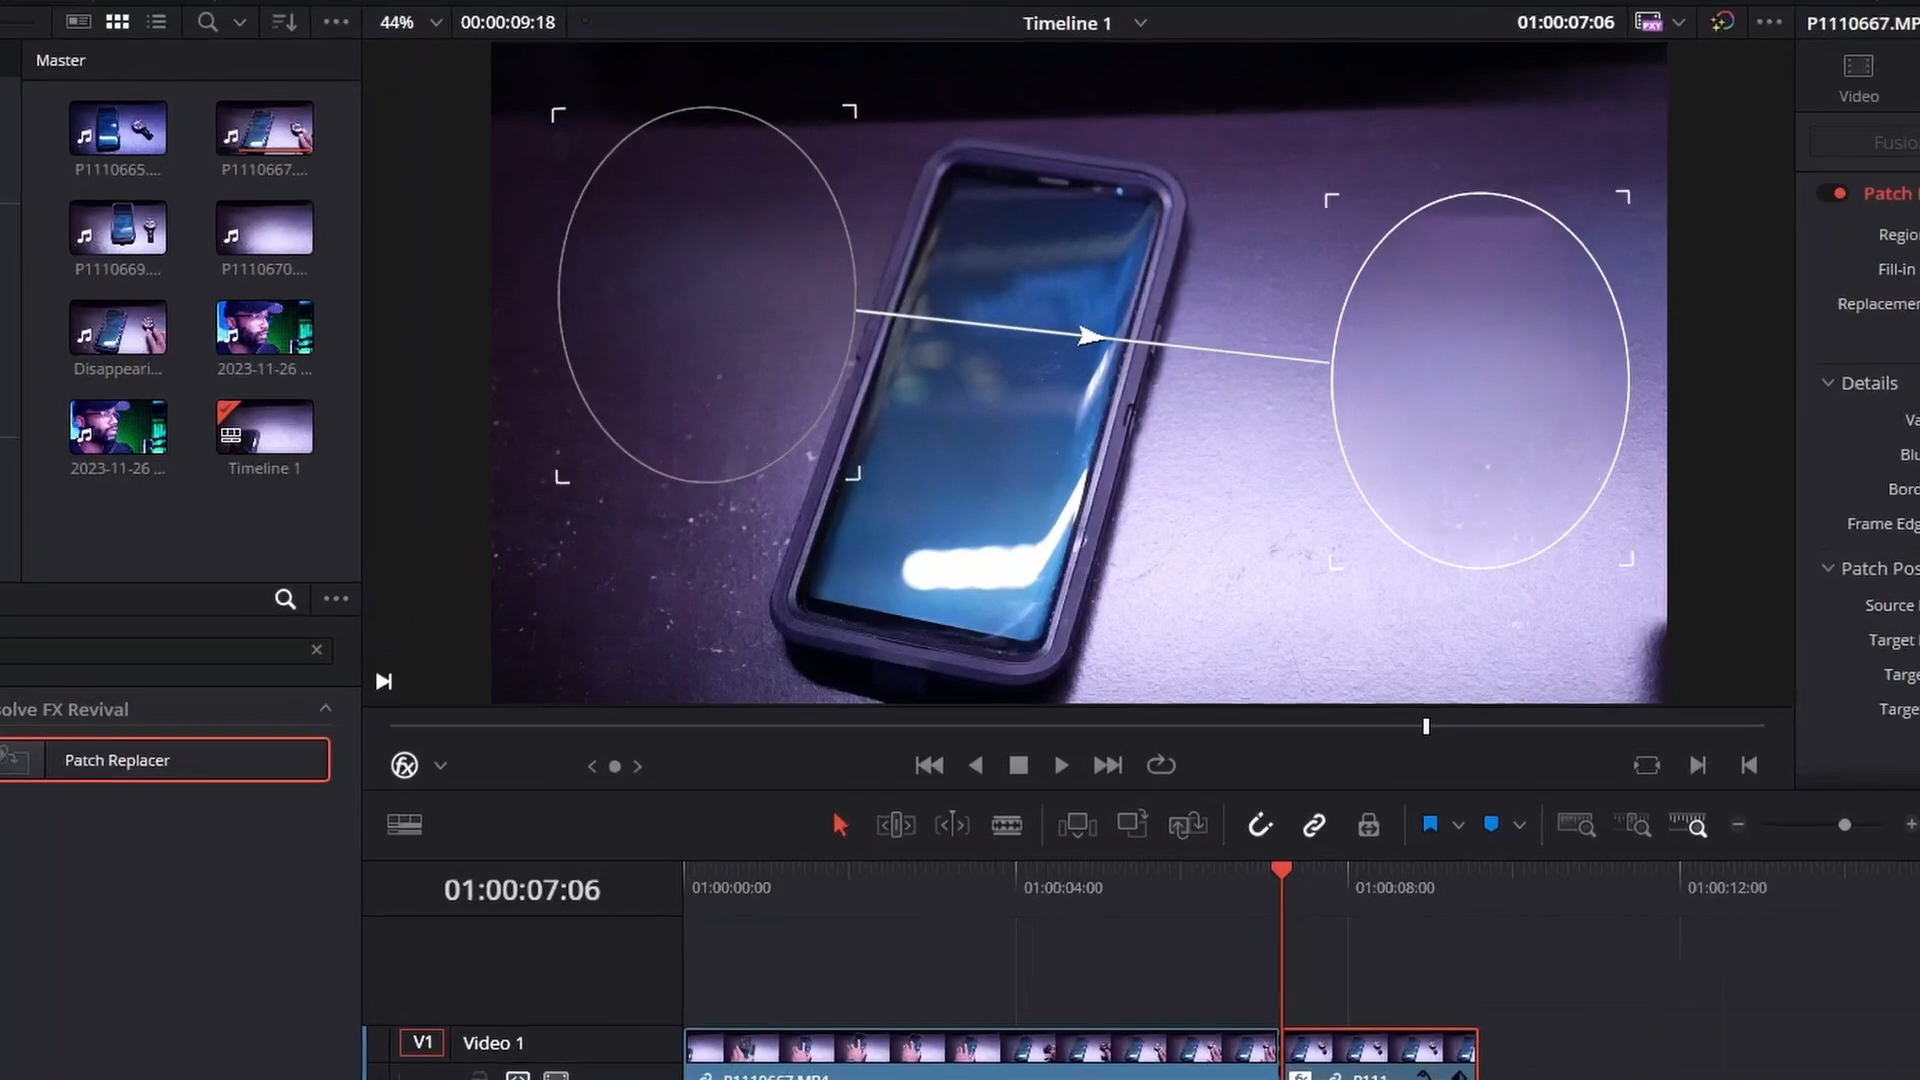 44%
00:00:09:18
Timeline 1
01:00:07:06
PXY
P1110667.MP
Master
Video
P1110665....
P1110667....
Fusio
Patch
Regio
Fill-in
Replacemen
P1110669....
P1110670....
Disappeari...
2023-11-26 ...
Details
Va
Blu
Bord
Frame Edg
2023-11-26 ...
Timeline 1
Patch Pos
Source
Target
Targe
Targe
solve FX Revival
Patch Replacer
fx
01:00:07:06
01:00:00:00
01:00:04:00
01:00:08:00
01:00:12:00
V1
Video 1
P1110667.MP4
P111